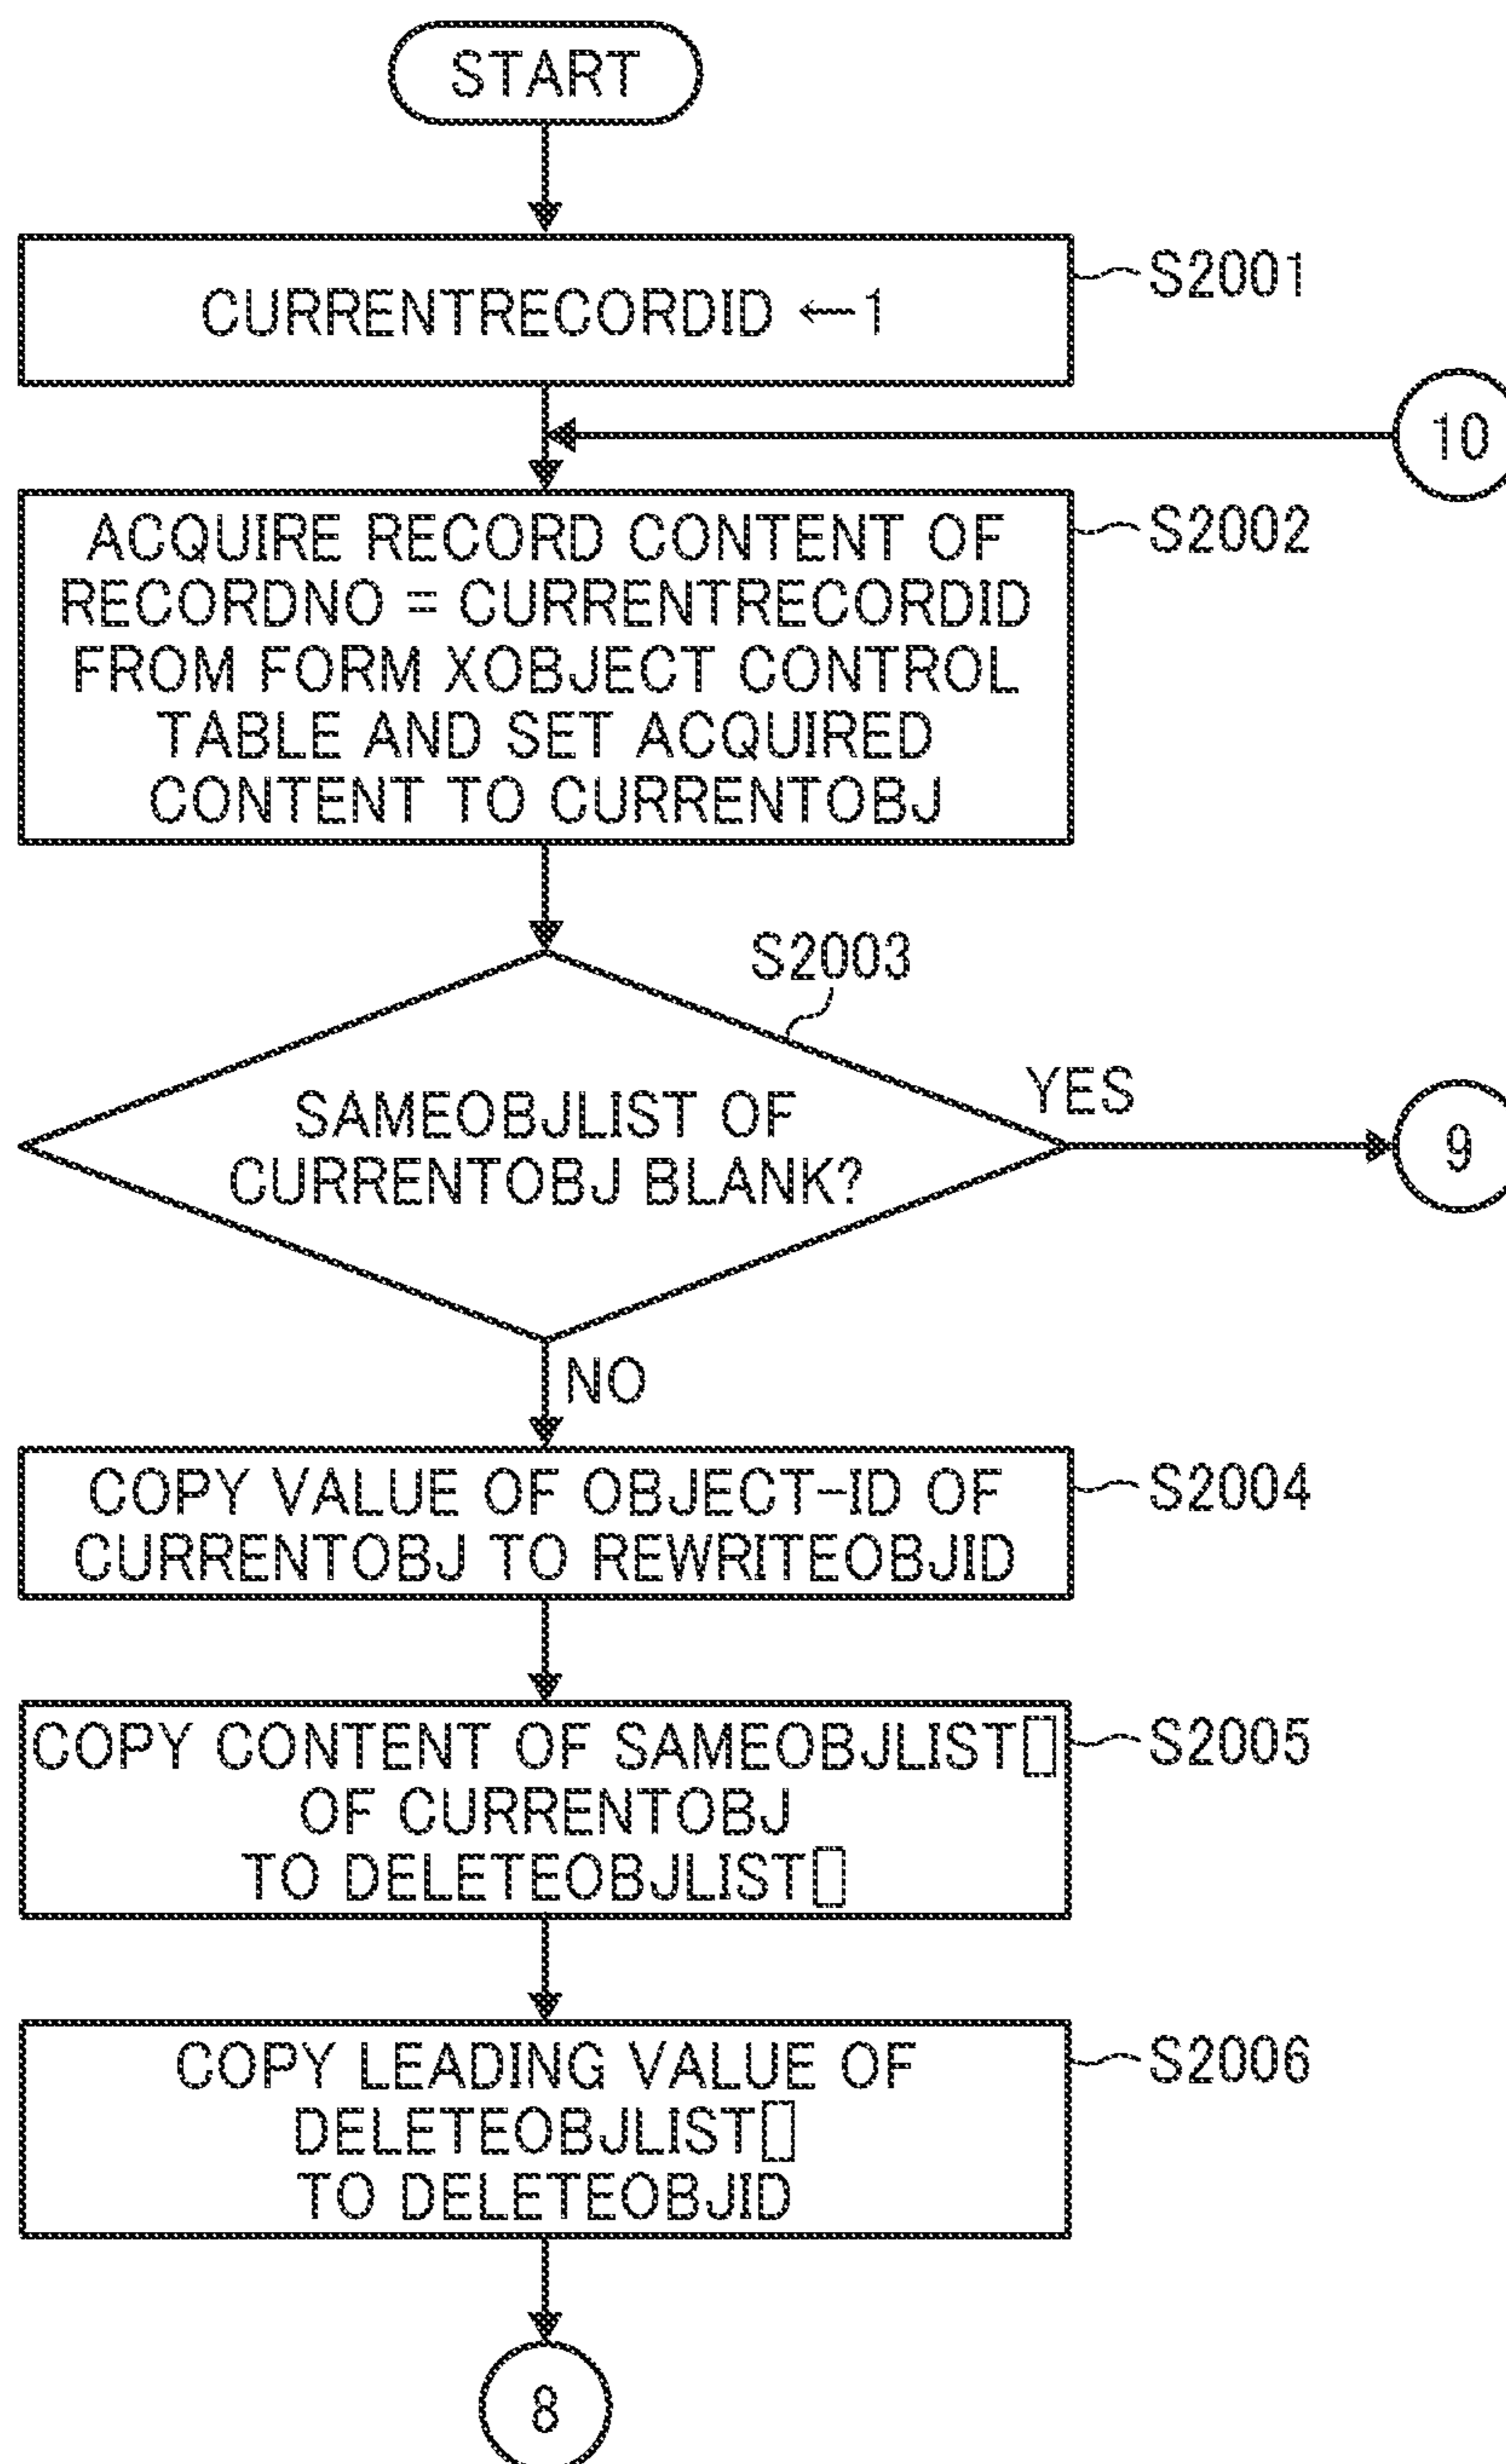 START
CURRENTRECORDID ←1
S2001
10
ACQUIRE RECORD CONTENT OF
RECORDNO = CURRENTRECORDID
FROM FORM XOBJECT CONTROL
TABLE AND SET ACQUIRED
CONTENT TO CURRENTOBJ
S2002
S2003
SAMEOBJLIST OF
CURRENTOBJ BLANK?
YES
9
NO
COPY VALUE OF OBJECT-ID OF
CURRENTOBJ TO REWRITEOBJID
S2004
COPY CONTENT OF SAMEOBJLIST[]
OF CURRENTOBJ
TO DELETEOBJLIST[]
S2005
COPY LEADING VALUE OF
DELETEOBJLIST[]
TO DELETEOBJID
S2006
8